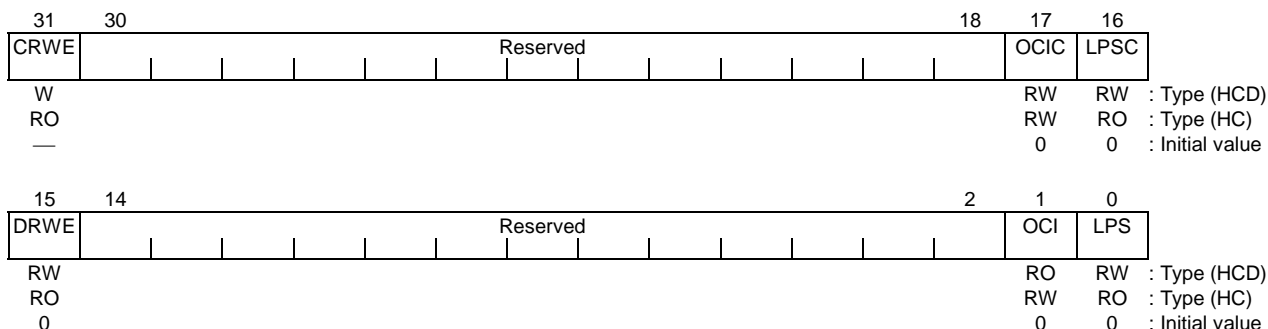 31 30 18 17 16
CRWE Reserved OCIC LPSC
W RW RW : Type (HCD)
RO RW RO : Type (HC)
— 0 0 : Initial value
15 14 2 1 0
DRWE Reserved OCI LPS
RW RO RW : Type (HCD)
RO RW RO : Type (HC)
0 0 0 : Initial value